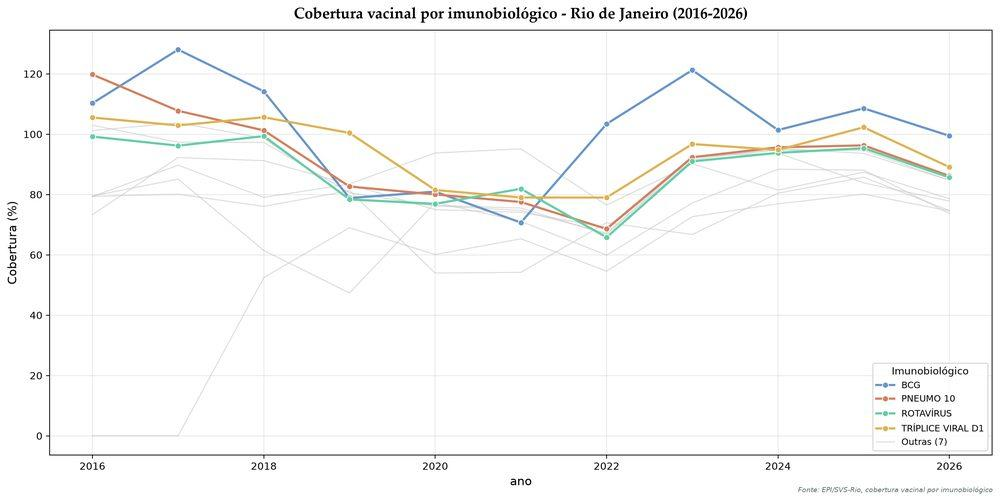 Cobertura vacinal por imunobiológico - Rio de Janeiro (2016-2026)
Cobertura (%)
120
100
80
60
40
20
0
2016
2018
2020
2022
2024
2026
ano
Imunobiológico
BCG
PNEUMO 10
ROTAVÍRUS
TRÍPLICE VIRAL D1
Outras (7)
Fonte: EPI/SVS-Rio, cobertura vacinal por imunobiológico